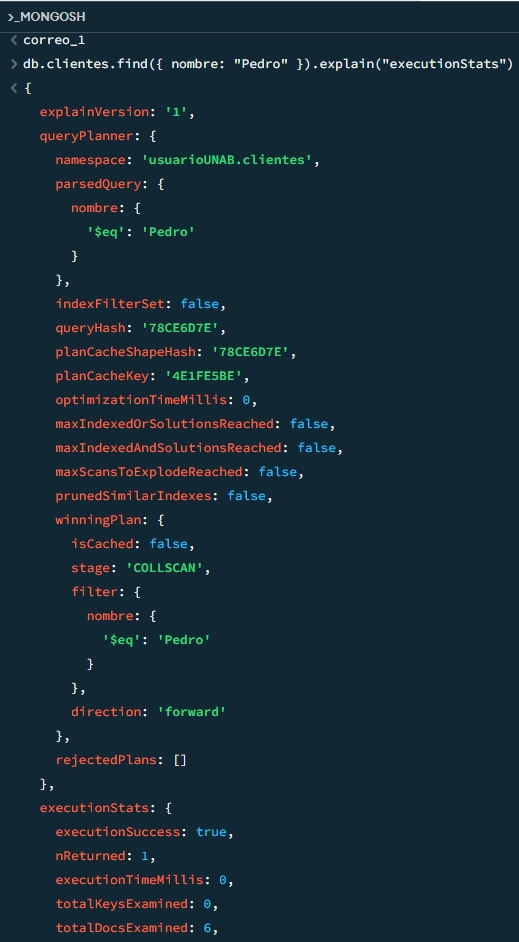 >_MONGOSH
< correo_1
> db.clientes.find({ nombre: "Pedro" }).explain("executionStats")
< {
explainVersion: '1',
queryPlanner: {
namespace: 'usuarioUNAB.clientes',
parsedQuery: {
nombre: {
'$eq': 'Pedro'
}
},
indexFilterSet: false,
queryHash: '78CE6D7E',
planCacheShapeHash: '78CE6D7E',
planCacheKey: '4E1FE5BE',
optimizationTimeMillis: 0,
maxIndexedOrSolutionsReached: false,
maxIndexedAndSolutionsReached: false,
maxScansToExplodeReached: false,
prunedSimilarIndexes: false,
winningPlan: {
isCached: false,
stage: 'COLLSCAN',
filter: {
nombre: {
'$eq': 'Pedro'
}
},
direction: 'forward'
},
rejectedPlans: []
},
executionStats: {
executionSuccess: true,
nReturned: 1,
executionTimeMillis: 0,
totalKeysExamined: 0,
totalDocsExamined: 6,